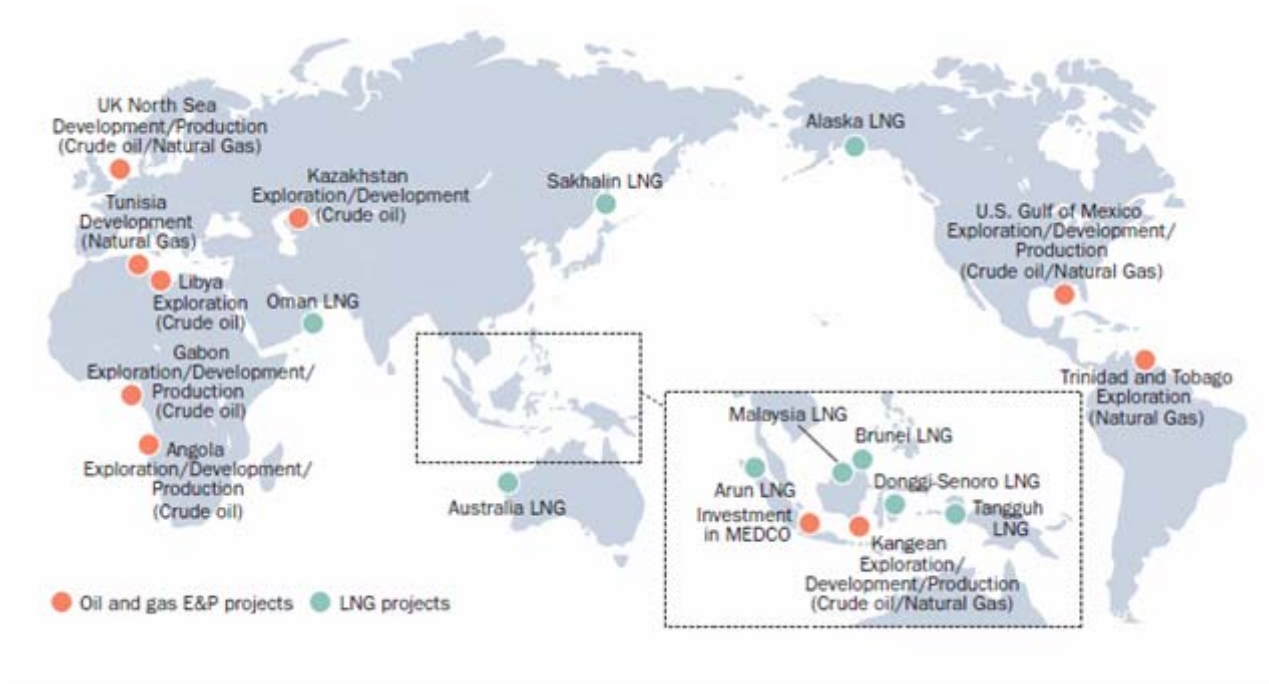 UK North Sea
Development/Production
(Crude oil/Natural Gas)
Kazakhstan
Exploration/Development
(Crude oil)
Tunisia
Development
(Natural Gas)
Libya
Exploration
(Crude oil)
Oman LNG
Gabon
Exploration/Development/
Production
(Crude oil)
Angola
Exploration/Development/
Production
(Crude oil)
Sakhalin LNG
Alaska LNG
U.S. Gulf of Mexico
Exploration/Development/
Production
(Crude oil/Natural Gas)
Trinidad and Tobago
Exploration
(Natural Gas)
Australia LNG
Malaysia LNG
Brunei LNG
Arun LNG
Donggi-Senoro LNG
Tangguh
LNG
Investment
in MEDCO
Kangean
Exploration/
Development/Production
(Crude oil/Natural Gas)
Oil and gas E&P projects
LNG projects